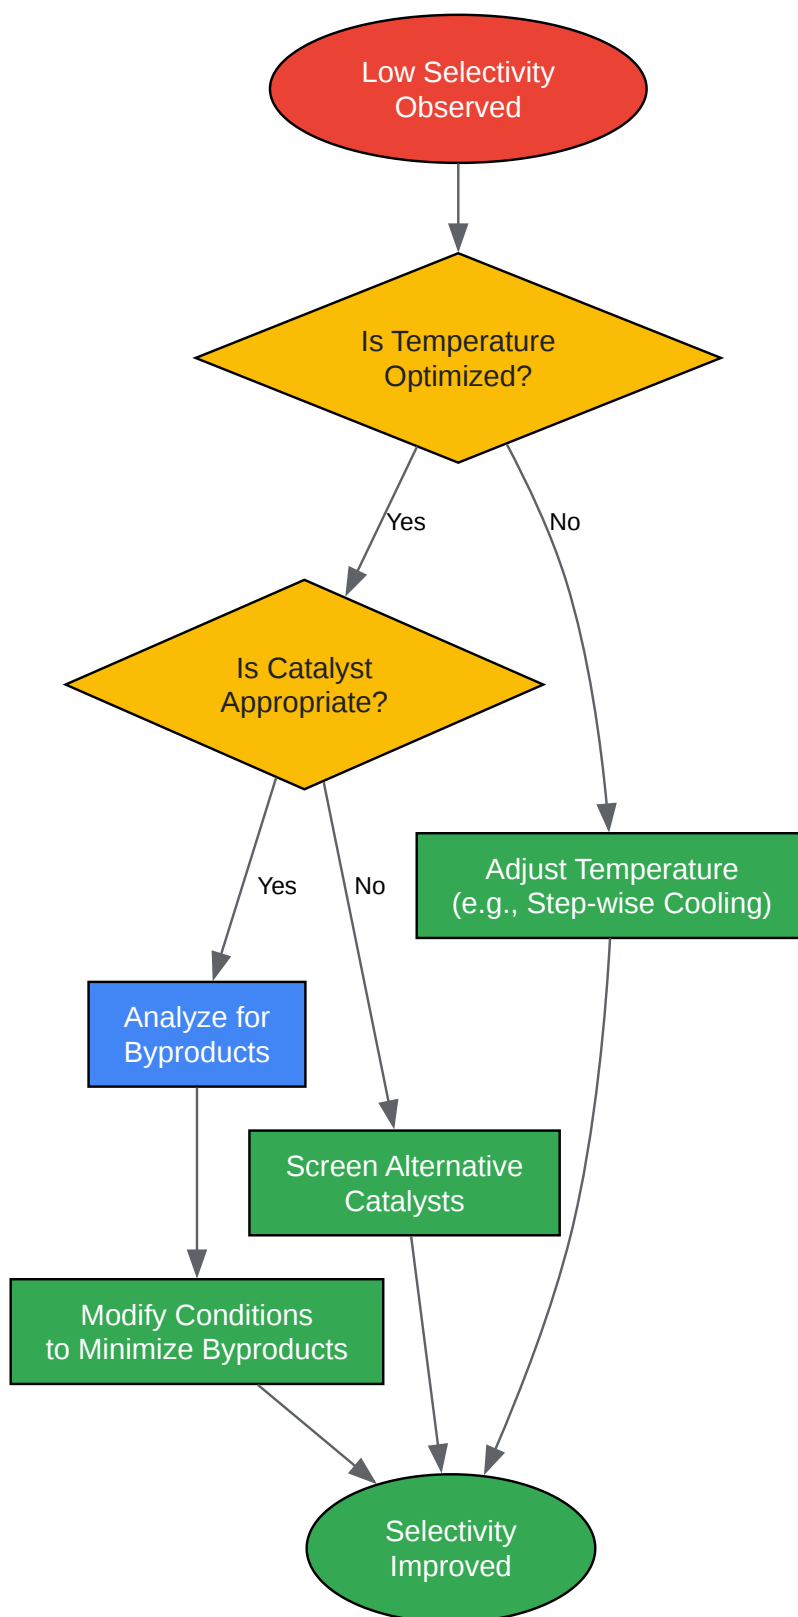 Low Selectivity
Observed
Is Temperature
Optimized?
Yes
No
Is Catalyst
Appropriate?
Adjust Temperature
(e.g., Step-wise Cooling)
Yes
No
Analyze for
Byproducts
Screen Alternative
Catalysts
Modify Conditions
to Minimize Byproducts
Selectivity
Improved